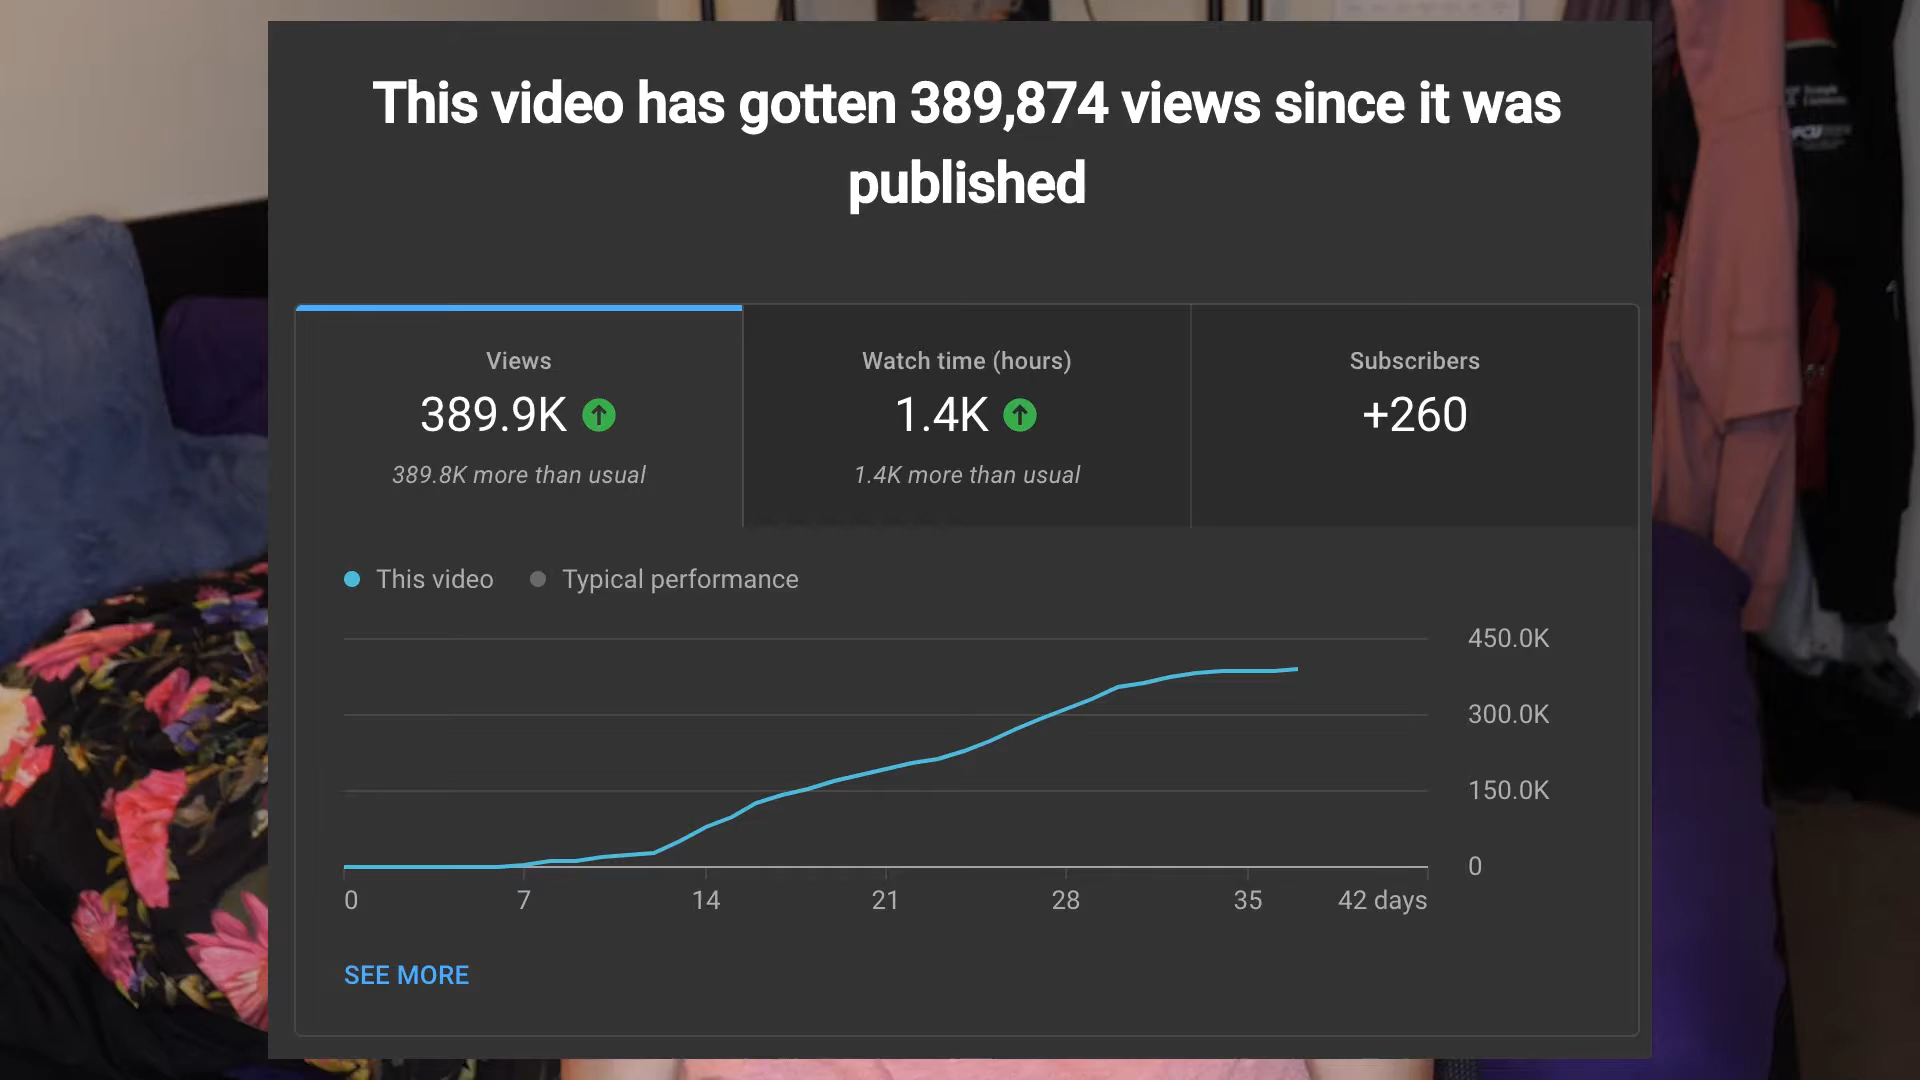 This video has gotten 389,874 views since it was
published
Views
389.9K
389.8K more than usual
Watch time (hours)
1.4K
1.4K more than usual
Subscribers
+260
This video
Typical performance
450.0K
300.0K
150.0K
0
0 7 14 21 28 35 42 days
SEE MORE